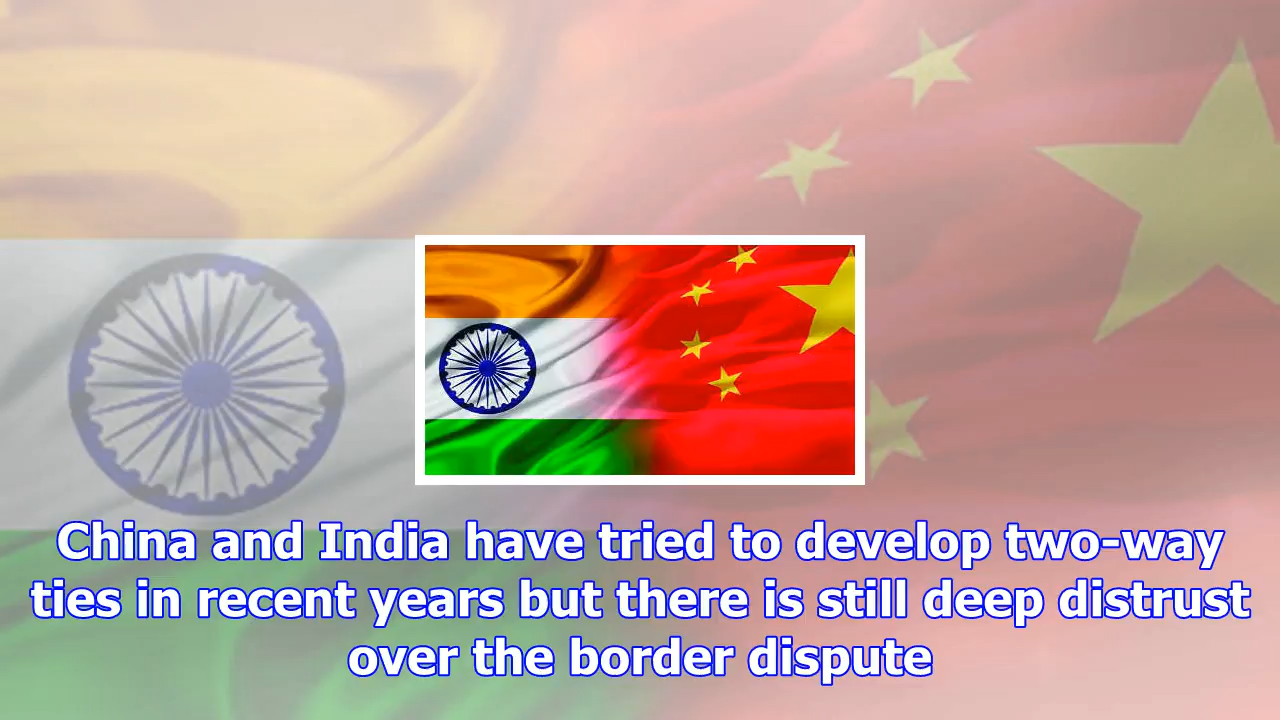 China and India have tried to develop two-way
ties in recent years but there is still deep distrust
over the border dispute